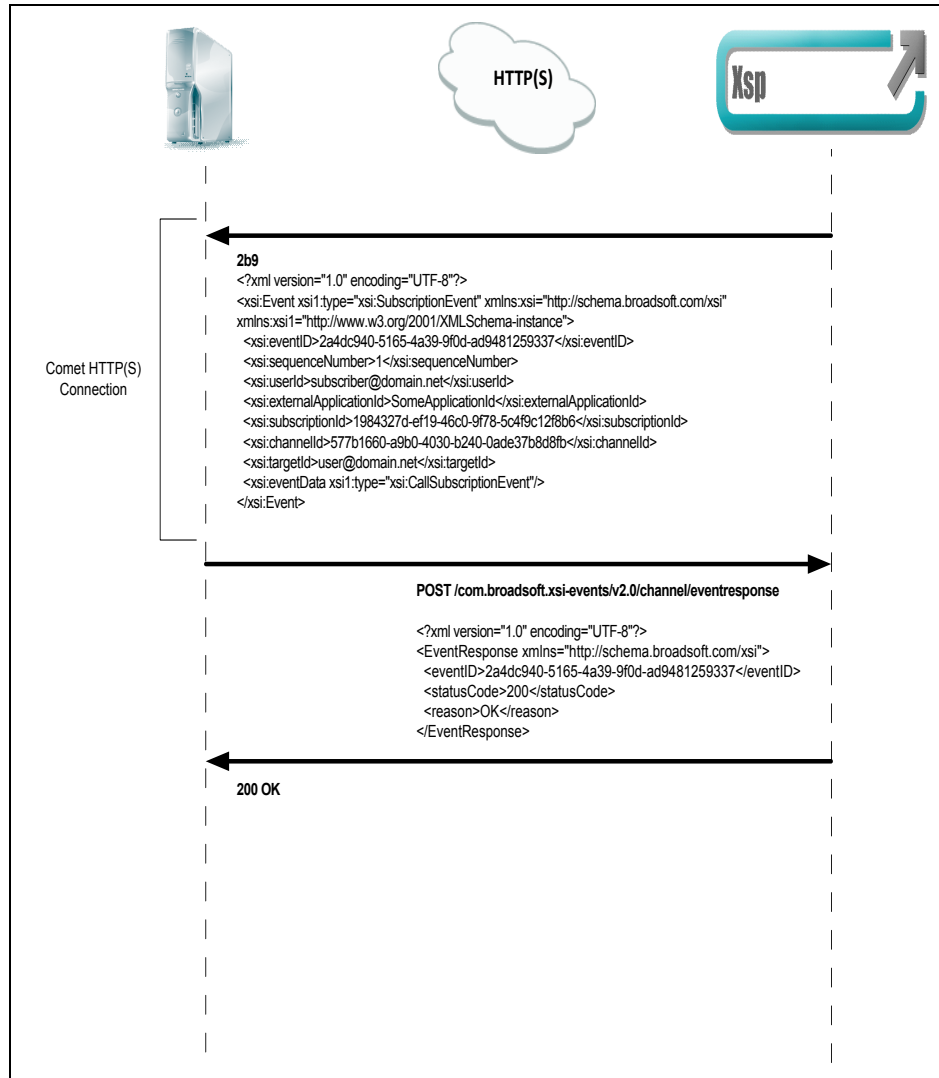 HTTP(S)
Xsp
2b9
<?xml version="1.0" encoding="UTF-8"?>
<xsi:Event xsi1:type="xsi:SubscriptionEvent" xmlns:xsi="http://schema.broadsoft.com/xsi"
xmlns:xsi1="http://www.w3.org/2001/XMLSchema-instance">
<xsi:eventID>2a4dc940-5165-4a39-9f0d-ad9481259337</xsi:eventID>
<xsi:sequenceNumber>1</xsi:sequenceNumber>
<xsi:userId>subscriber@domain.net</xsi:userId>
<xsi:externalApplicationId>SomeApplicationId</xsi:externalApplicationId>
<xsi:subscriptionId>1984327d-ef19-46c0-9f78-5c4f9c12f8b6</xsi:subscriptionId>
<xsi:channelId>577b1660-a9b0-4030-b240-0ade37b8d8fb</xsi:channelId>
<xsi:targetId>user@domain.net</xsi:targetId>
<xsi:eventData xsi1:type="xsi:CallSubscriptionEvent"/>
</xsi:Event>
Comet HTTP(S)
Connection
POST /com.broadsoft.xsi-events/v2.0/channel/eventresponse
<?xml version="1.0" encoding="UTF-8"?>
<EventResponse xmlns="http://schema.broadsoft.com/xsi">
<eventID>2a4dc940-5165-4a39-9f0d-ad9481259337</eventID>
<statusCode>200</statusCode>
<reason>OK</reason>
</EventResponse>
200 OK